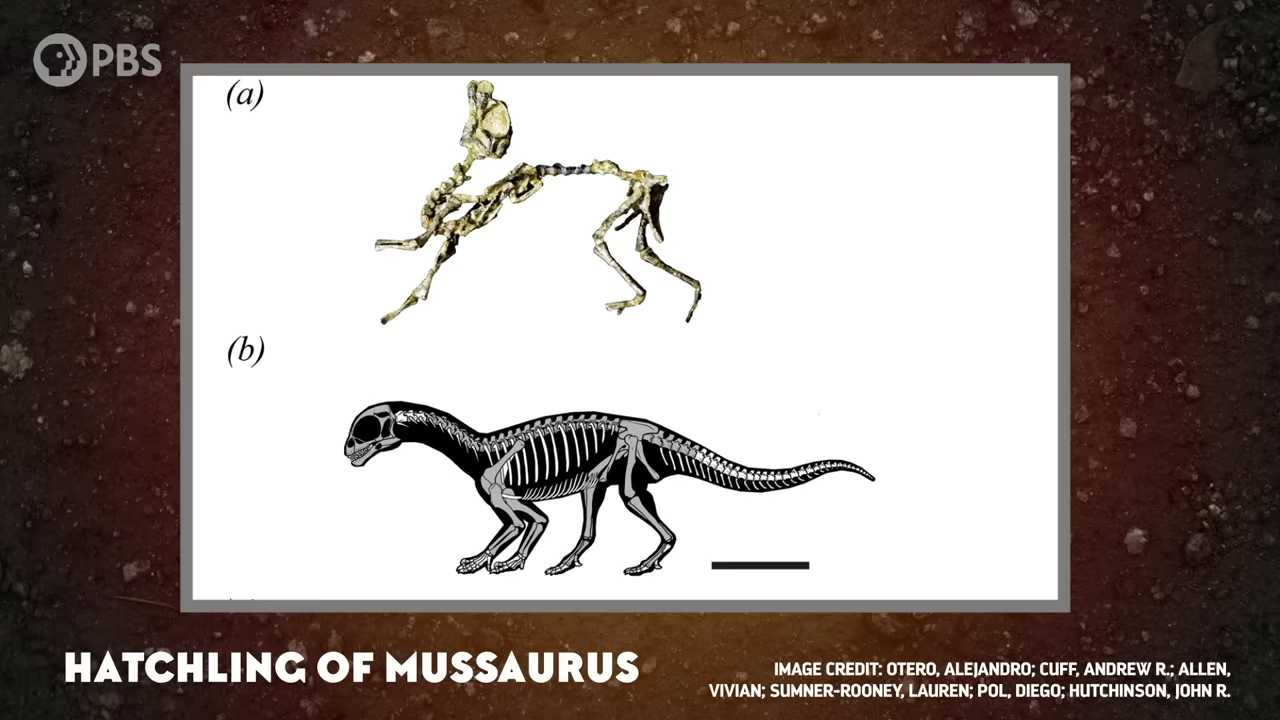 PBS
(a)
(b)
HATCHLING OF MUSSAURUS
IMAGE CREDIT: OTERO, ALEJANDRO; CUFF, ANDREW R.; ALLEN,
VIVIAN; SUMNER-ROONEY, LAUREN; POL, DIEGO; HUTCHINSON, JOHN R.